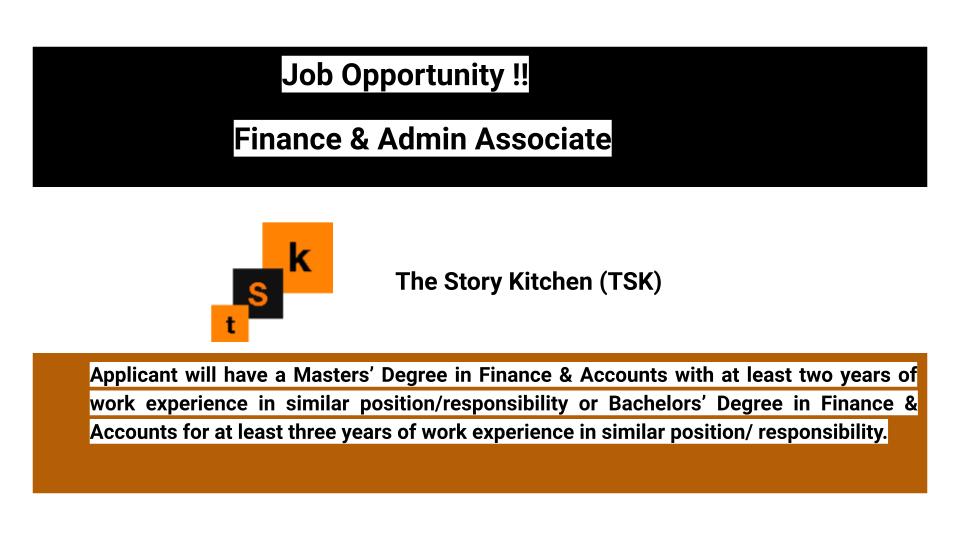 Job Opportunity !!
Finance & Admin Associate
k
s
t
The Story Kitchen (TSK)
Applicant will have a Masters’ Degree in Finance & Accounts with at least two years of
work experience in similar position/responsibility or Bachelors’ Degree in Finance &
Accounts for at least three years of work experience in similar position/ responsibility.